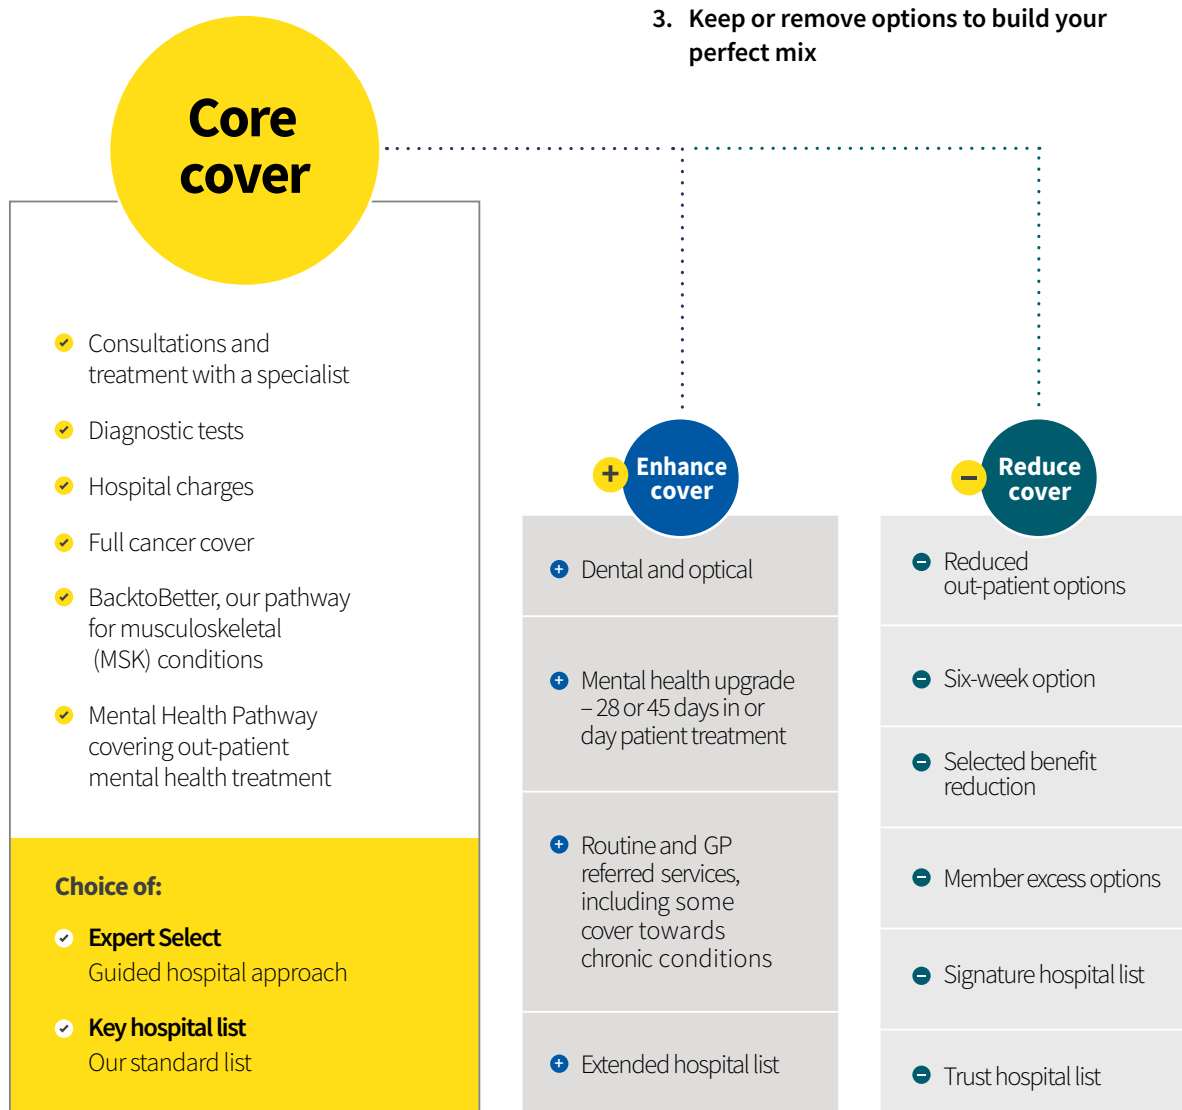 3. Keep or remove options to build your
perfect mix
Core
cover
Consultations and
treatment with a specialist
Diagnostic tests
Hospital charges
Full cancer cover
BacktoBetter, our pathway
for musculoskeletal
(MSK) conditions
Mental Health Pathway
covering out-patient
mental health treatment
Choice of:
Expert Select
Guided hospital approach
Key hospital list
Our standard list
+ Enhance
cover
Dental and optical
Mental health upgrade
– 28 or 45 days in or
day patient treatment
Routine and GP
referred services,
including some
cover towards
chronic conditions
Extended hospital list
– Reduce
cover
Reduced
out-patient options
Six-week option
Selected benefit
reduction
Member excess options
Signature hospital list
Trust hospital list